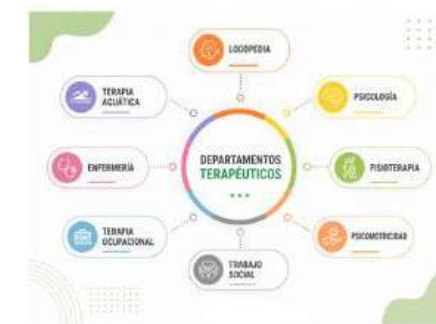 LOGOPEDIA
TERAPIA
ACUÁTICA
PSICOLOGÍA
ENFERMERÍA
DEPARTAMENTOS
TERAPÉUTICOS
FISIOTERAPIA
TERAPIA
OCUPACIONAL
PSICOMOTRICIDAD
TRABAJO
SOCIAL